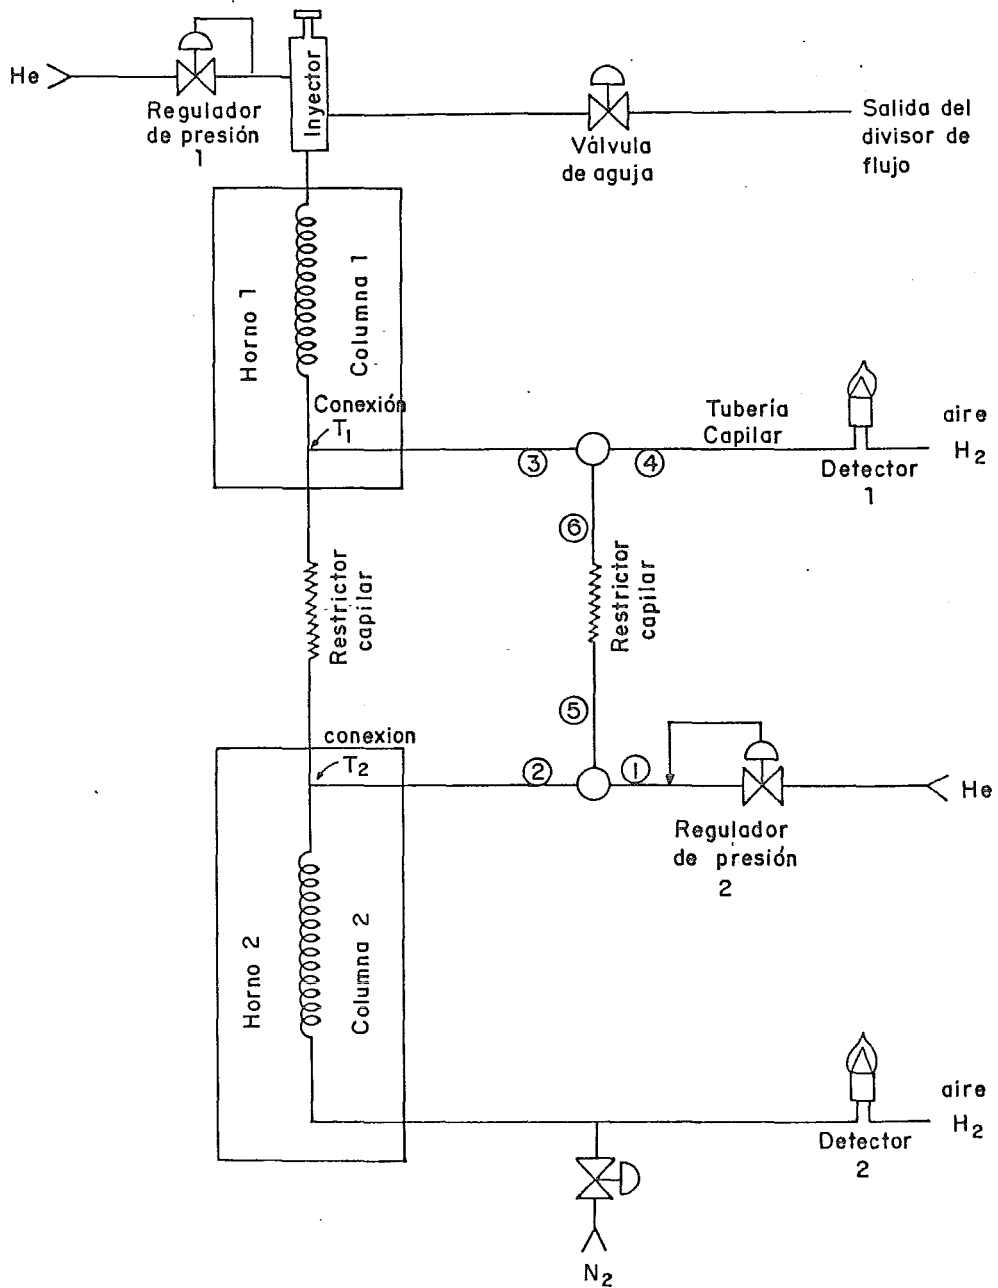 He
Regulador
de presión
1
Inyector
Válvula
de aguja
Salida del
divisor de
flujo
Horno 1
Columna 1
Conexión
T1
③
④
Tubería
Capilar
Detector
1
aire
H2
⑥
Restrictor
capilar
Restrictor
capilar
⑤
conexion
T2
②
①
He
Regulador
de presión
2
Horno 2
Columna 2
Detector
2
aire
H2
N2